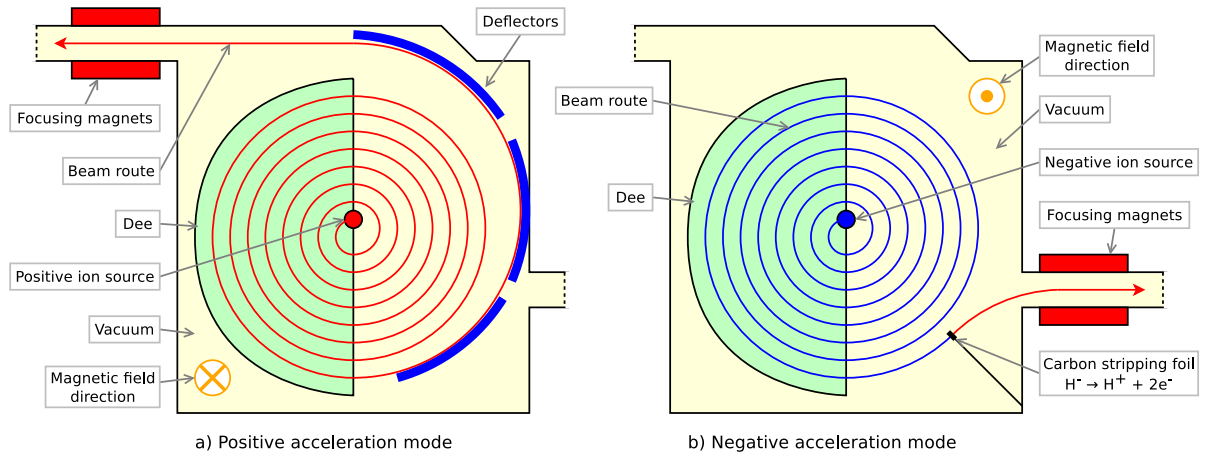 Deflectors
Focusing magnets
Beam route
Dee
Positive ion source
Vacuum
Magnetic field
direction
a) Positive acceleration mode
Magnetic field
direction
Beam route
Vacuum
Negative ion source
Dee
Focusing magnets
Carbon stripping foil
H⁻ → H⁺ + 2e⁻
b) Negative acceleration mode